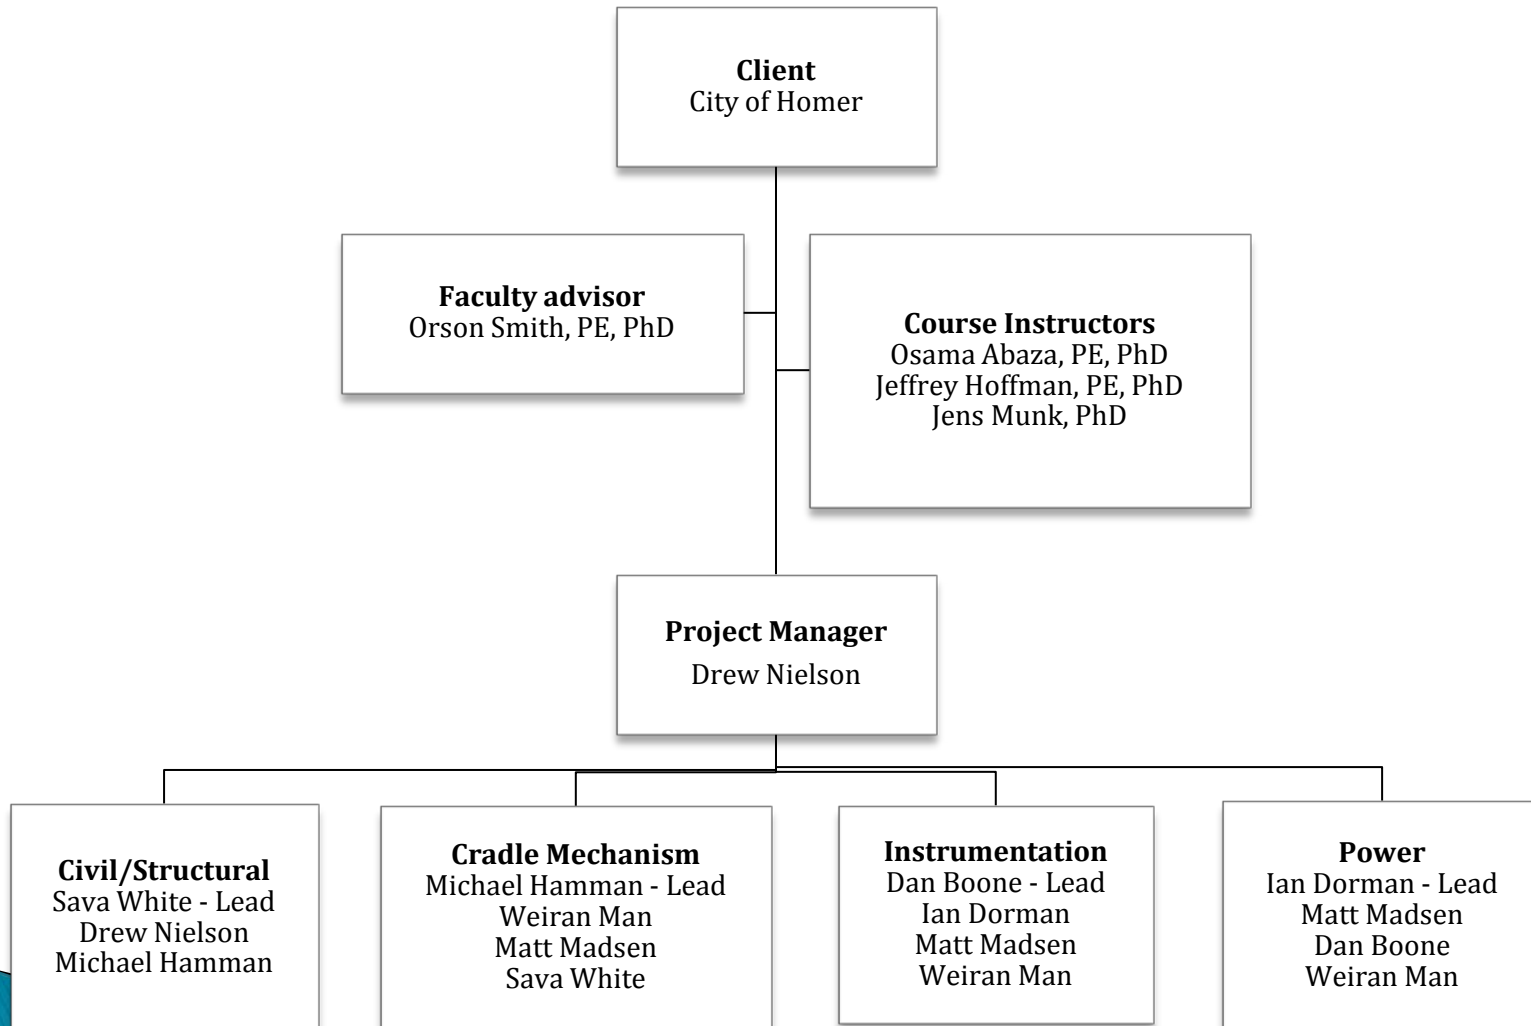 Client
City of Homer
Faculty advisor
Orson Smith, PE, PhD
Course Instructors
Osama Abaza, PE, PhD
Jeffrey Hoffman, PE, PhD
Jens Munk, PhD
Project Manager
Drew Nielson
Civil/Structural
Sava White - Lead
Drew Nielson
Michael Hamman
Cradle Mechanism
Michael Hamman - Lead
Weiran Man
Matt Madsen
Sava White
Instrumentation
Dan Boone - Lead
Ian Dorman
Matt Madsen
Weiran Man
Power
Ian Dorman - Lead
Matt Madsen
Dan Boone
Weiran Man